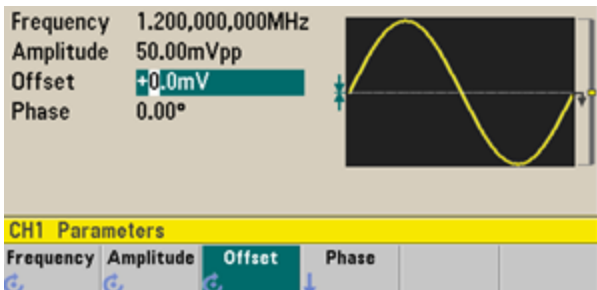 Frequency 1.200,000,000MHz
Amplitude 50.00mVpp
Offset +0.0mV
Phase 0.00°
CH1 Parameters
Frequency Amplitude Offset Phase